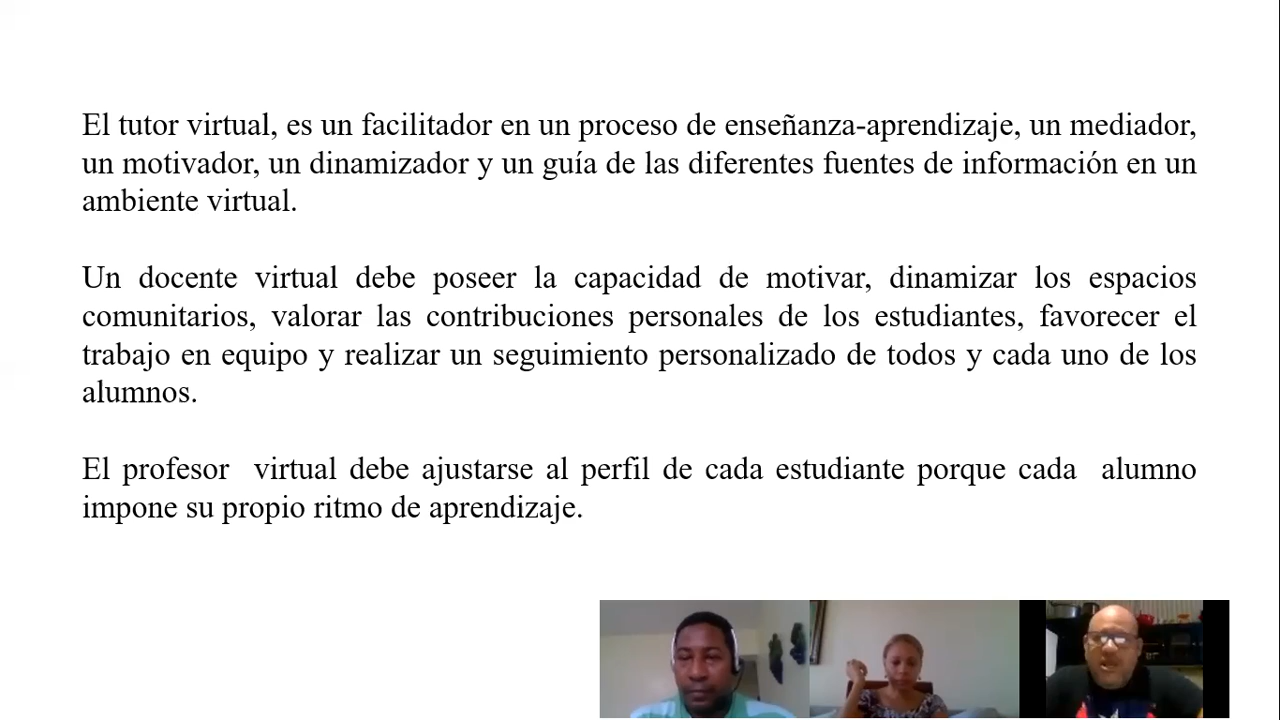 El tutor virtual, es un facilitador en un proceso de enseñanza-aprendizaje, un mediador,
un motivador, un dinamizador y un guía de las diferentes fuentes de información en un
ambiente virtual.
Un docente virtual debe poseer la capacidad de motivar, dinamizar los espacios
comunitarios, valorar las contribuciones personales de los estudiantes, favorecer el
trabajo en equipo y realizar un seguimiento personalizado de todos y cada uno de los
alumnos.
El profesor  virtual debe ajustarse al perfil de cada estudiante porque cada  alumno
impone su propio ritmo de aprendizaje.